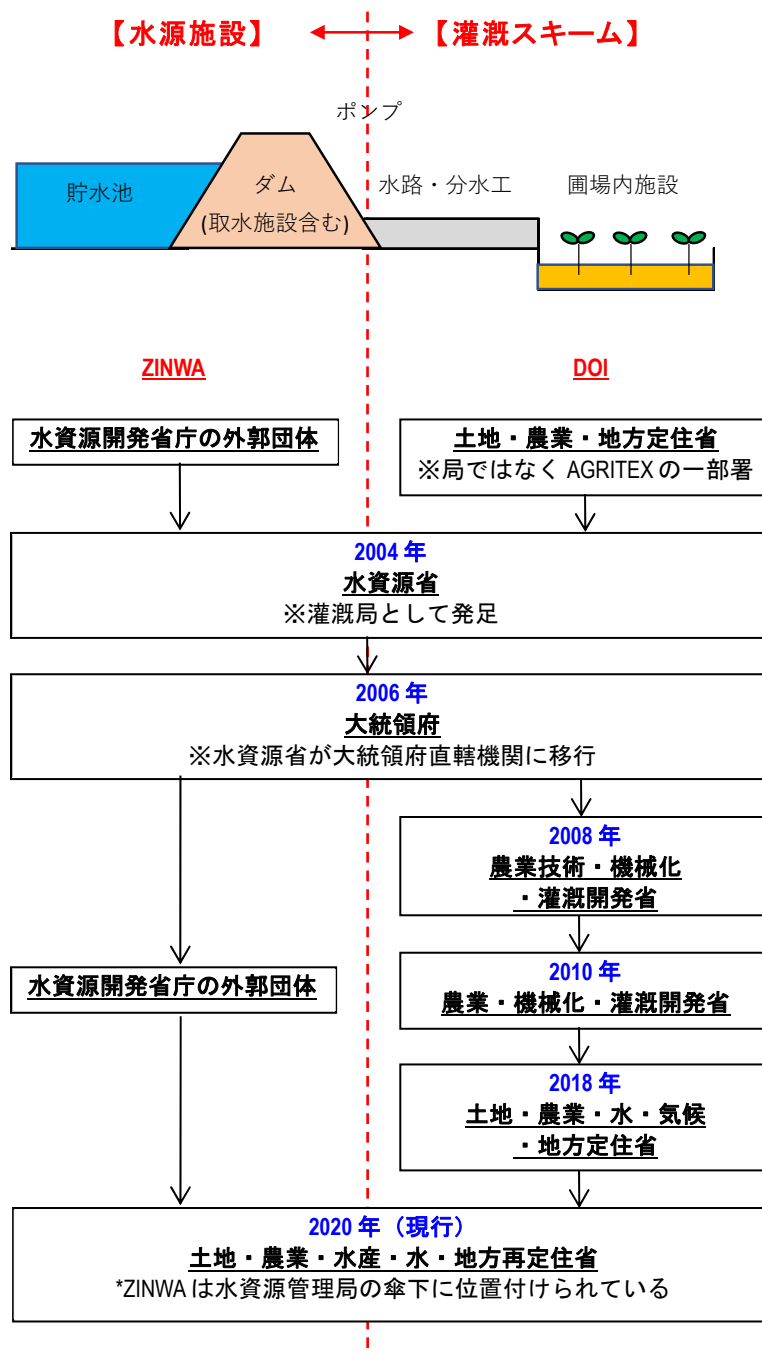 【水源施設】
【灌漑スキーム】
ポンプ
貯水池
ダム
(取水施設含む)
水路・分水工
圃場内施設
ZINWA
DOI
水資源開発省庁の外郭団体
土地・農業・地方定住省
※局ではなく AGRITEX の一部署
2004 年
水資源省
※灌漑局として発足
2006 年
大統領府
※水資源省が大統領府直轄機関に移行
2008 年
農業技術・機械化
・灌漑開発省
水資源開発省庁の外郭団体
2010 年
農業・機械化・灌漑開発省
2018 年
土地・農業・水・気候
・地方定住省
2020 年（現行）
土地・農業・水産・水・地方再定住省
*ZINWA は水資源管理局の傘下に位置付けられている